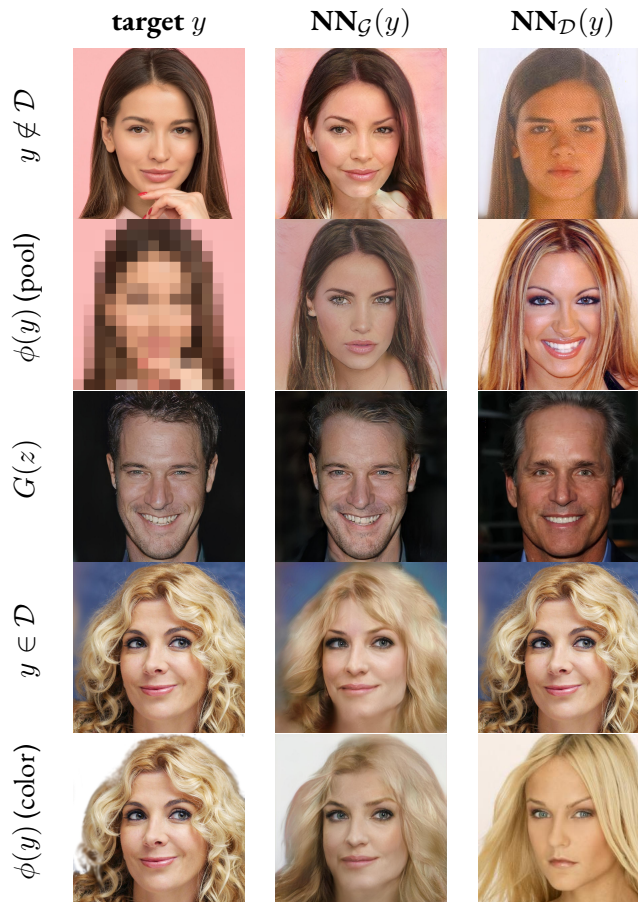 target y NN_𝒢(y) NN_𝒟(y)
y ∉ 𝒟
ϕ(y) (pool)
G(z)
y ∈ 𝒟
ϕ(y) (color)